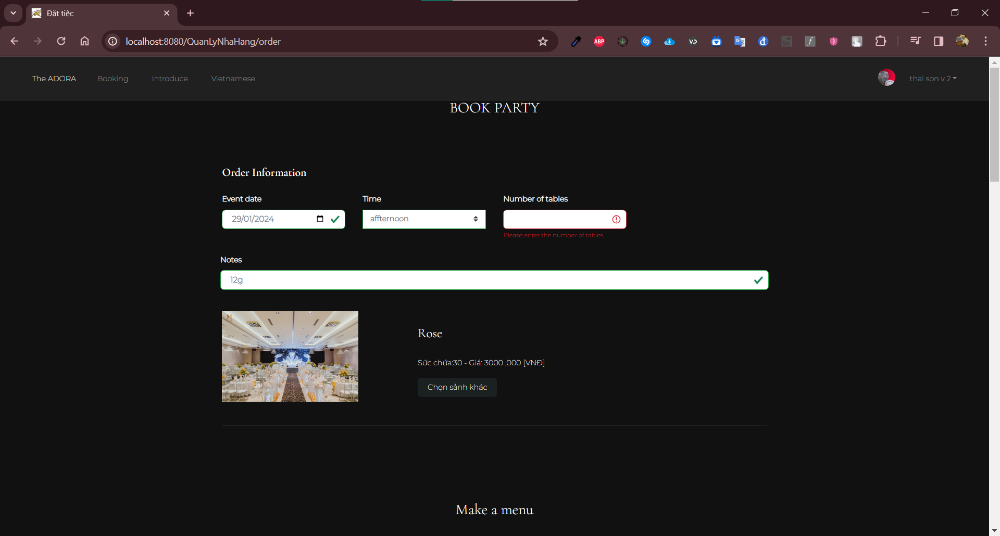 Đặt tiệc
localhost:8080/QuanLyNhaHang/order
ABP
VD
The ADORA
Booking
Introduce
Vietnamese
thai son v 2
BOOK PARTY
Order Information
Event date
Time
Number of tables
29/01/2024
affternoon
Please enter the number of tables
Notes
12g
M
Rose
Sức chứa:30 - Giá: 3000 ,000 [VNĐ]
Chọn sảnh khác
Make a menu